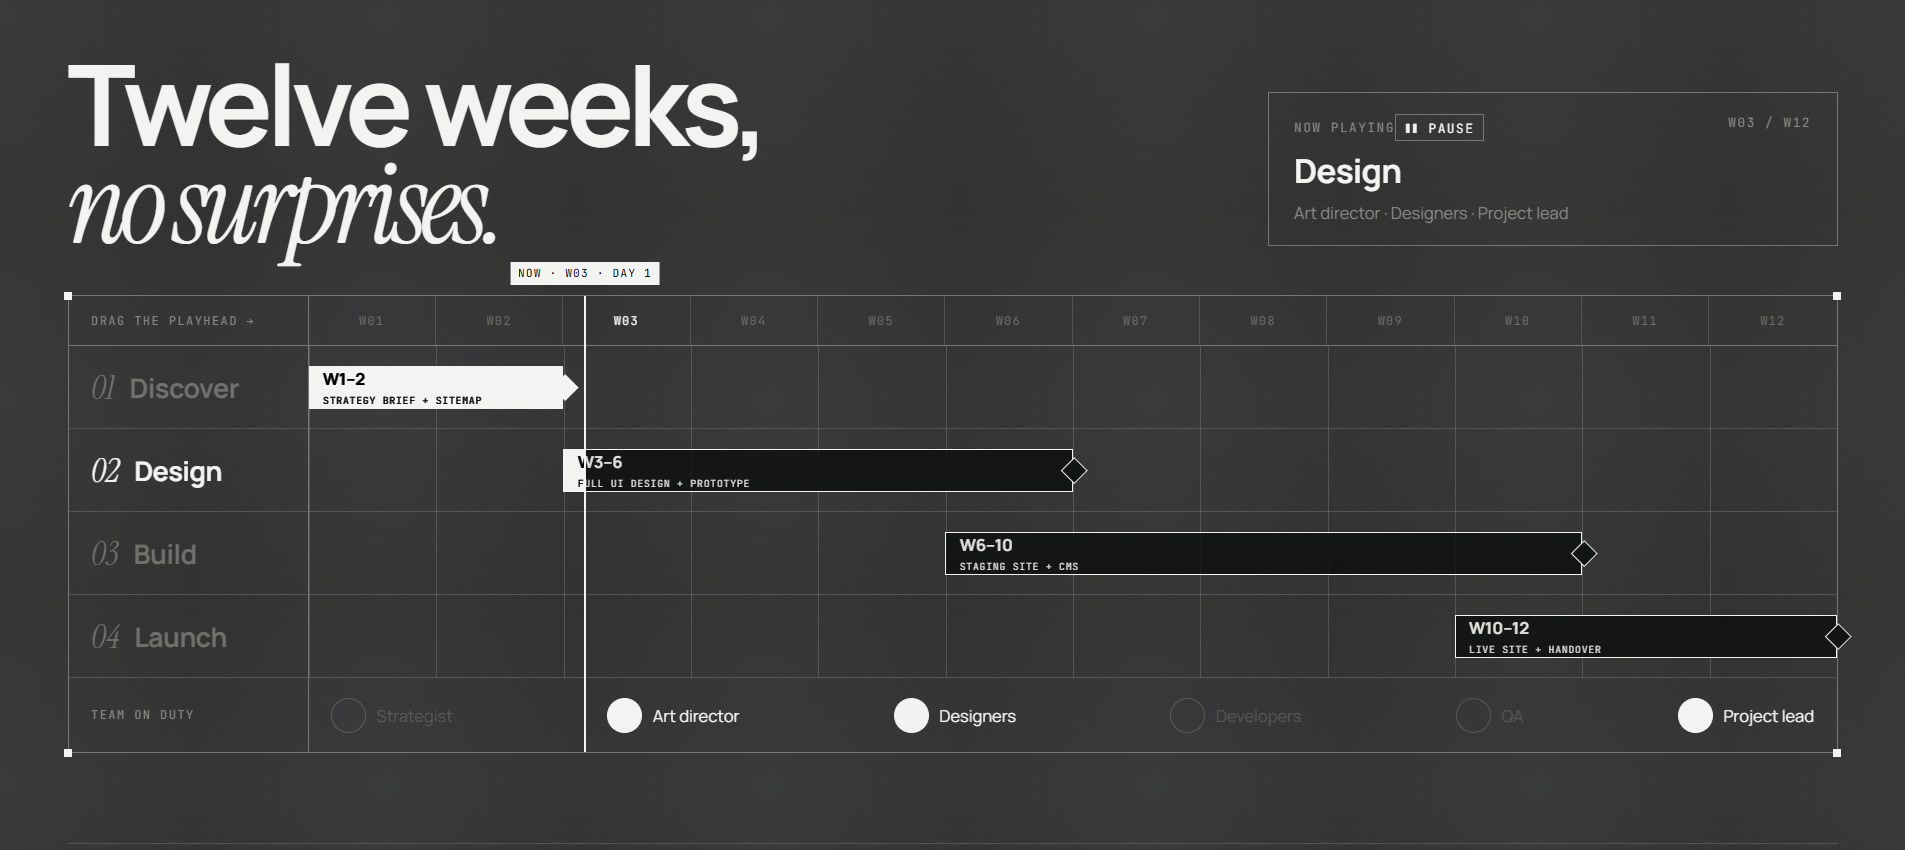 Twelve weeks,
no surprises.
NOW PLAYING ▮▮ PAUSE
W03 / W12
Design
Art director · Designers · Project lead
NOW · W03 · DAY 1
DRAG THE PLAYHEAD → W01 W02 W03 W04 W05 W06 W07 W08 W09 W10 W11 W12
01 Discover
W1–2
STRATEGY BRIEF + SITEMAP
02 Design
W3–6
FULL UI DESIGN + PROTOTYPE
03 Build
W6–10
STAGING SITE + CMS
04 Launch
W10–12
LIVE SITE + HANDOVER
TEAM ON DUTY Strategist Art director Designers Developers QA Project lead